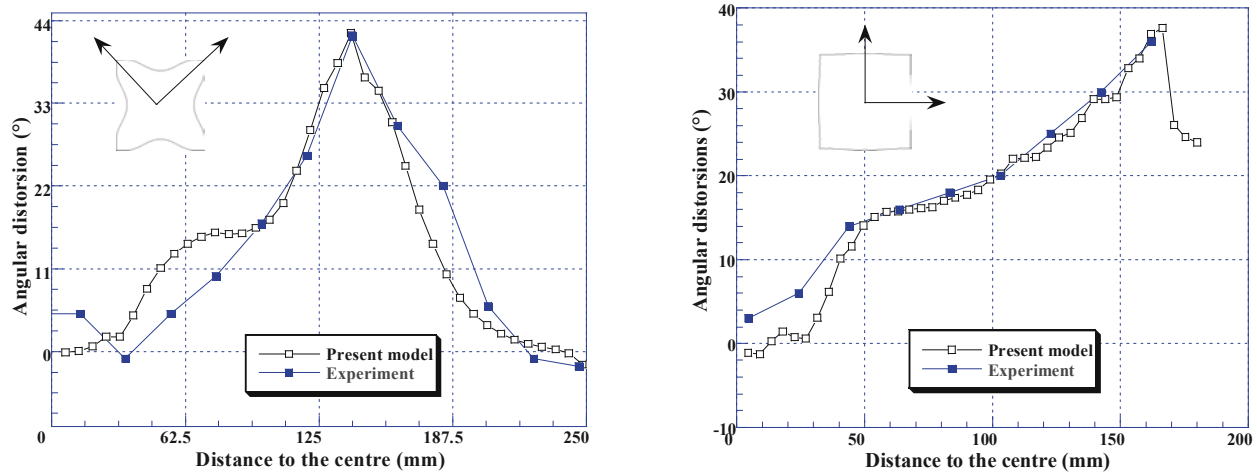 44
33
22
11
0
0
62.5
125
187.5
250
Angular distorsion (°)
Distance to the centre (mm)
Present model
Experiment
40
30
20
10
0
-10
0
50
100
150
200
Angular distorsions (°)
Distance to the centre (mm)
Present model
Experiment